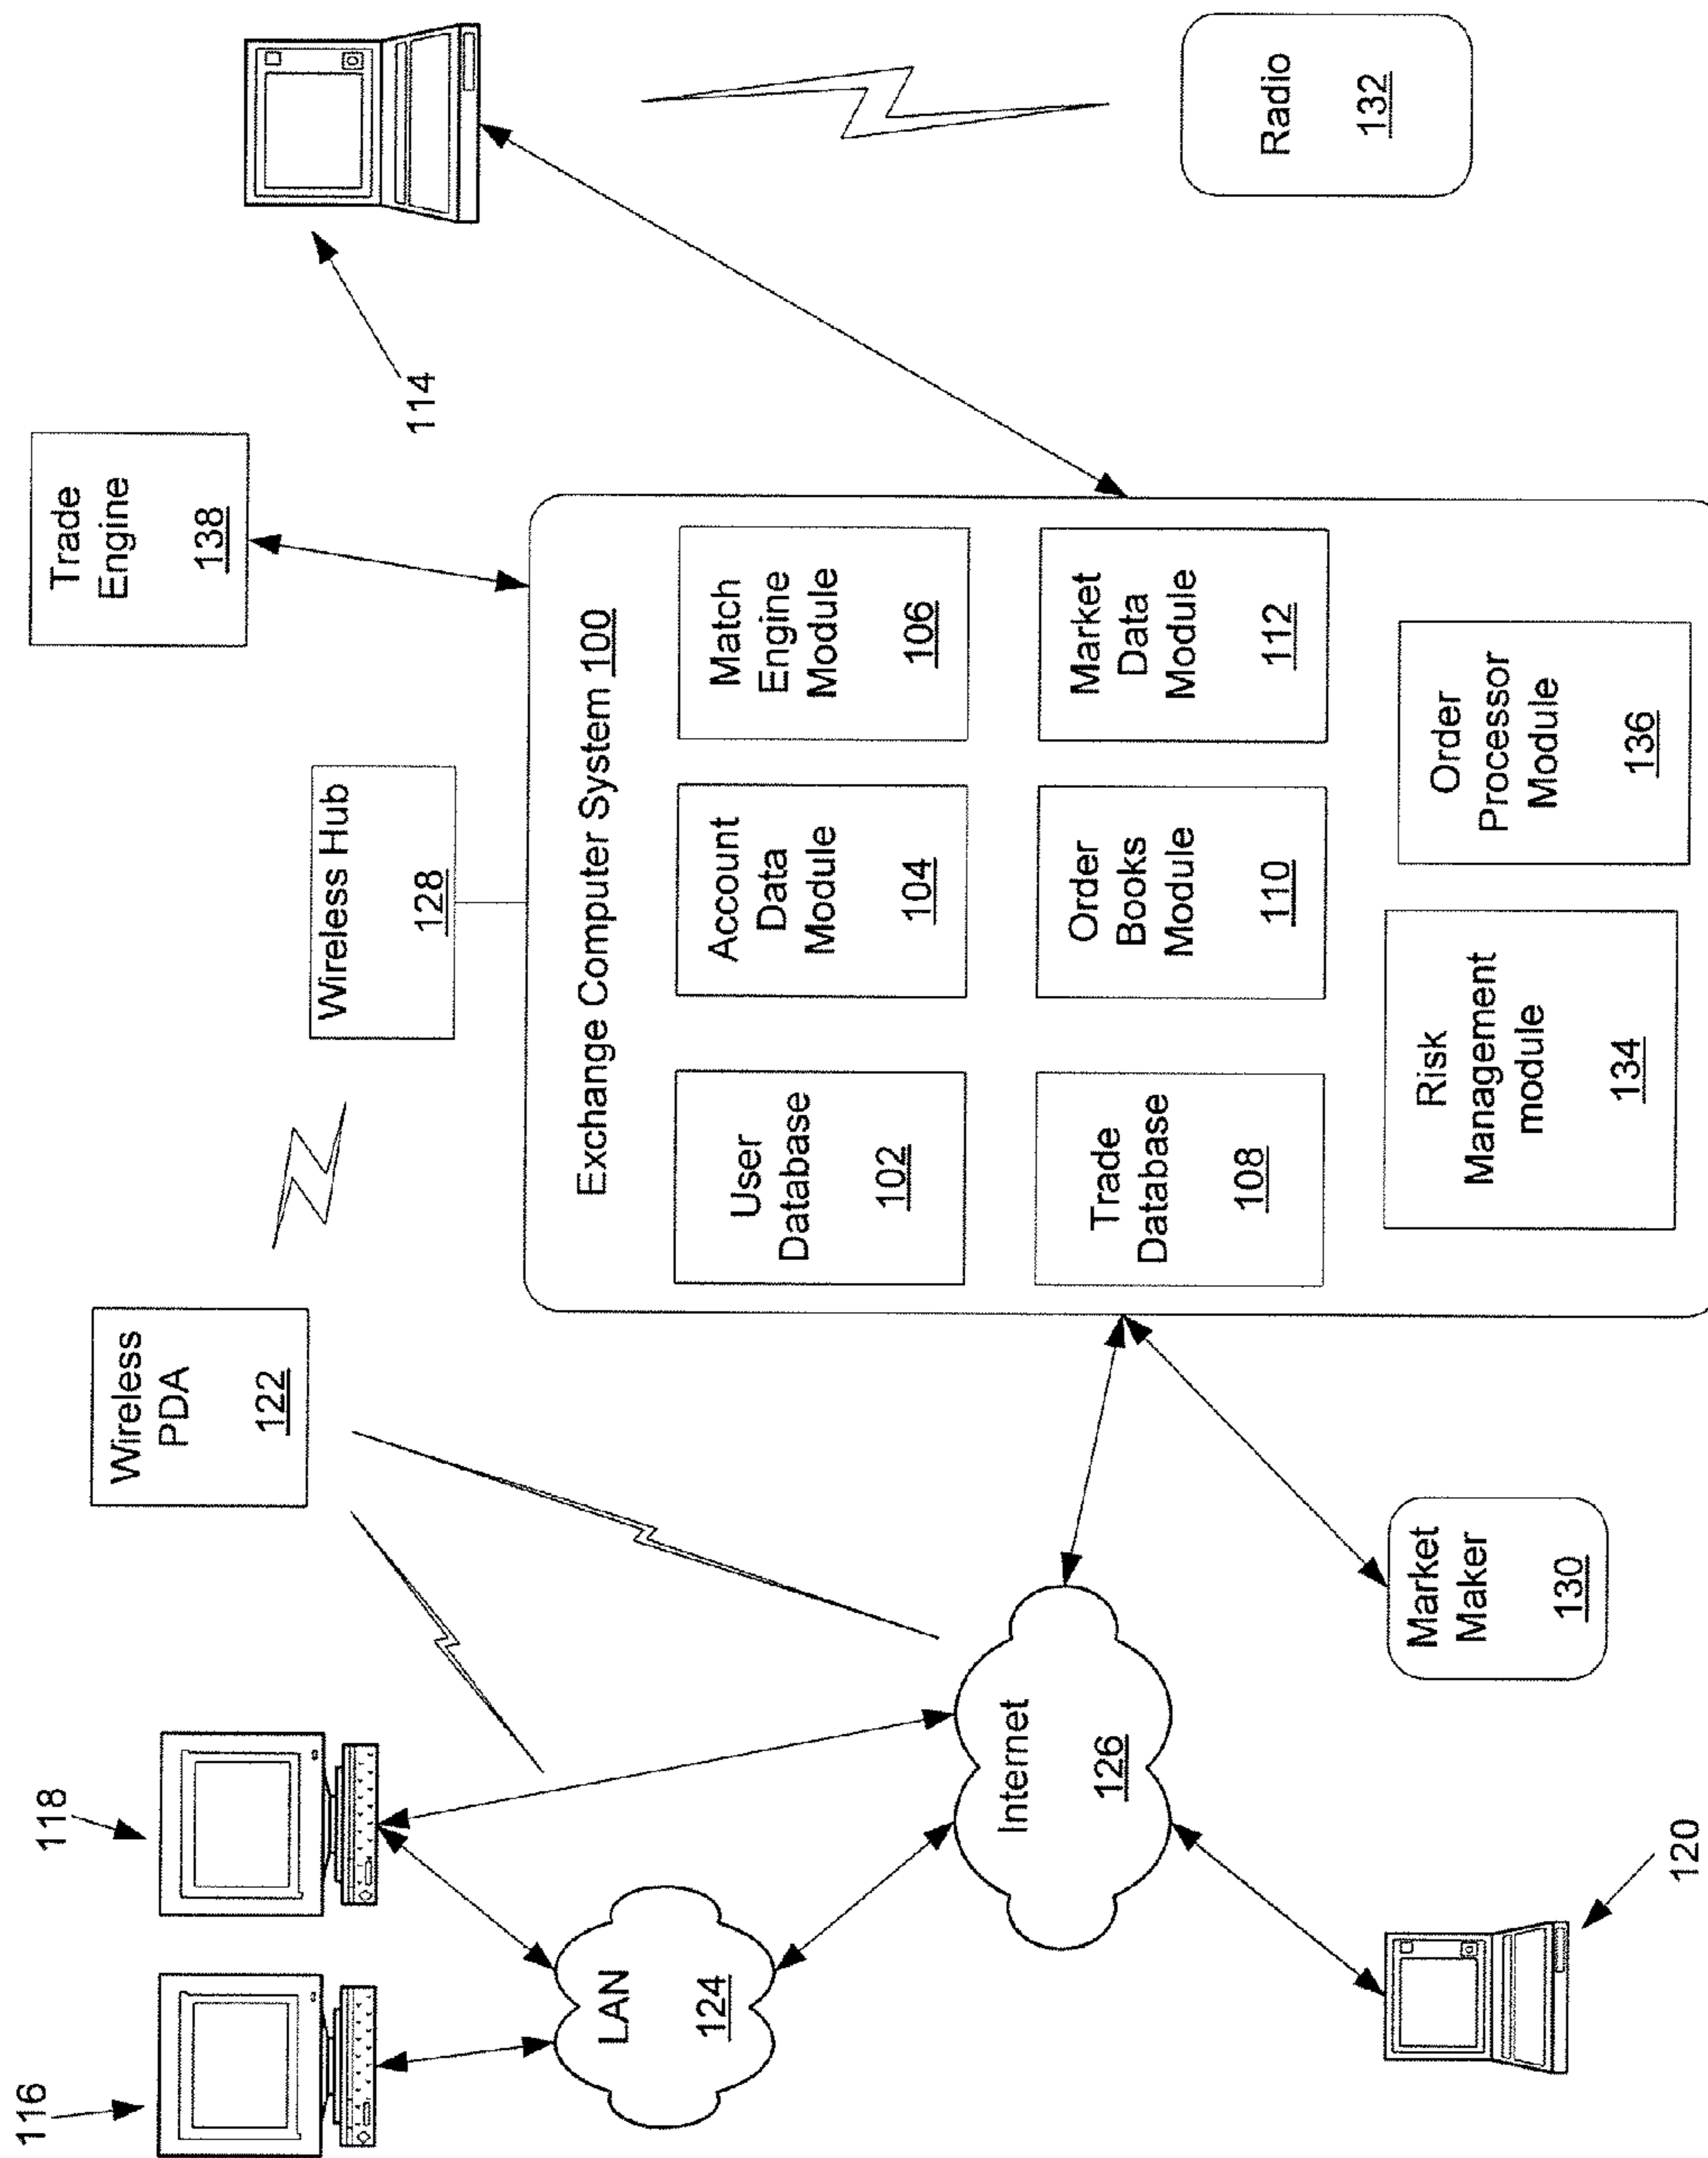 116
118
Wireless
PDA
122
Wireless Hub
128
Trade
Engine
138
114
LAN
124
Internet
126
Exchange Computer System 100
User
Database
102
Account
Data
Module
104
Match
Engine
Module
106
Trade
Database
108
Order
Books
Module
110
Market
Data
Module
112
Risk
Management
module
134
Order
Processor
Module
136
120
Market
Maker
130
Radio
132